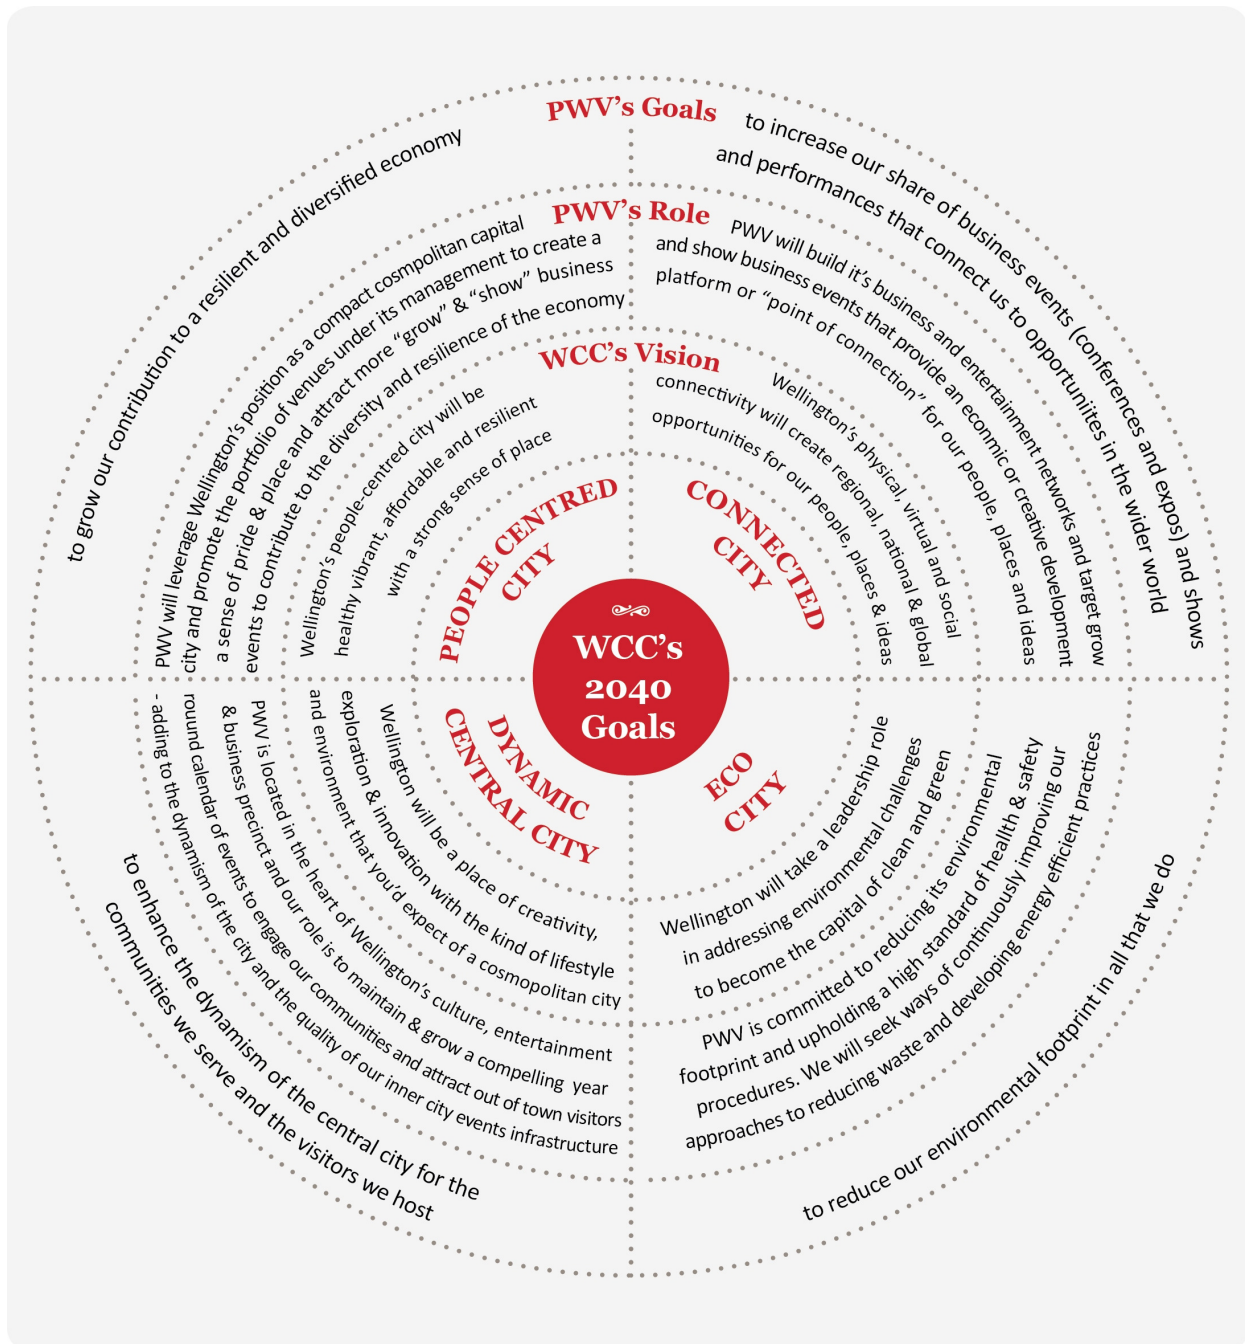 PWV's Goals
to grow our contribution to a resilient and diversified economy
to increase our share of business events (conferences and expos) and shows
and performances that connect us to opportuniites in the wider world
PWV's Role
PWV will leverage Wellington's position as a compact cosmpolitan capital
city and promote the portfolio of venues under its management to create a
a sense of pride & place and attract more "grow" & "show" business
events to contribute to the diversity and resilience of the economy
PWV will build it's business and entertainment networks and target grow
and show business events that provide an ecommic or creative development
platform or "point of connection" for our people, places and ideas
WCC's Vision
Wellington's people-centred city will be
healthy vibrant, affordable and resilient
with a strong sense of place
Wellington's physical, virtual and social
connectivity will create regional, national & global
opportunities for our people, places & ideas
PEOPLE CENTRED
CITY
CONNECTED
CITY
WCC's
2040
Goals
DYNAMIC
CENTRAL CITY
ECO
CITY
Wellington will be a place of creativity,
exploration & innovation with the kind of lifestyle
and environment that you'd expect of a cosmopolitan city
Wellington will take a leadership role
in addressing environmental challenges
to become the capital of clean and green
PWV is located in the heart of Wellington's culture, entertainment
& business precinct and our role is to maintain & grow a compelling year
round calendar of events to engage our communities and attract out of town visitors
- adding to the dynamism of the city and the quality of our inner city events infrastructure
PWV is committed to reducing its environmental
footprint and upholding a high standard of health & safety
procedures. We will seek ways of continuously improving our
approaches to reducing waste and developing energy efficient practices
to enhance the dynamism of the central city for the
communities we serve and the visitors we host
to reduce our environmental footprint in all that we do